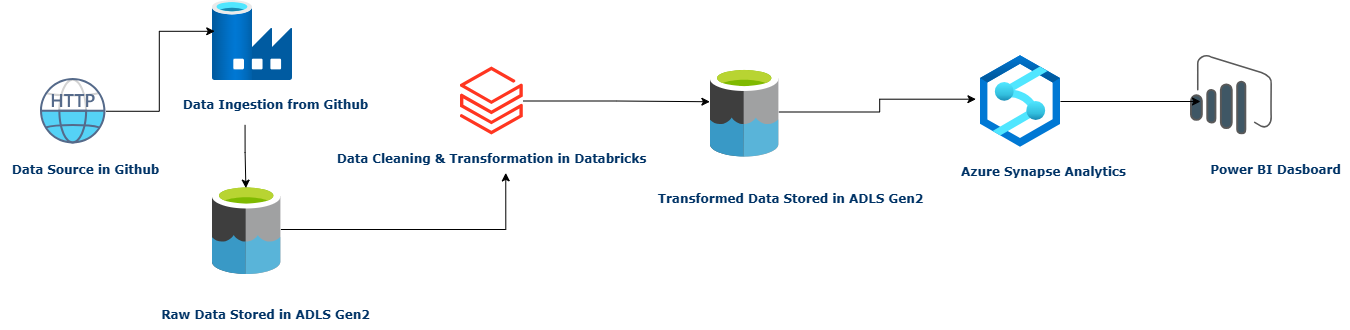 HTTP
Data Source in Github
Data Ingestion from Github
Raw Data Stored in ADLS Gen2
Data Cleaning & Transformation in Databricks
Transformed Data Stored in ADLS Gen2
Azure Synapse Analytics
Power BI Dasboard